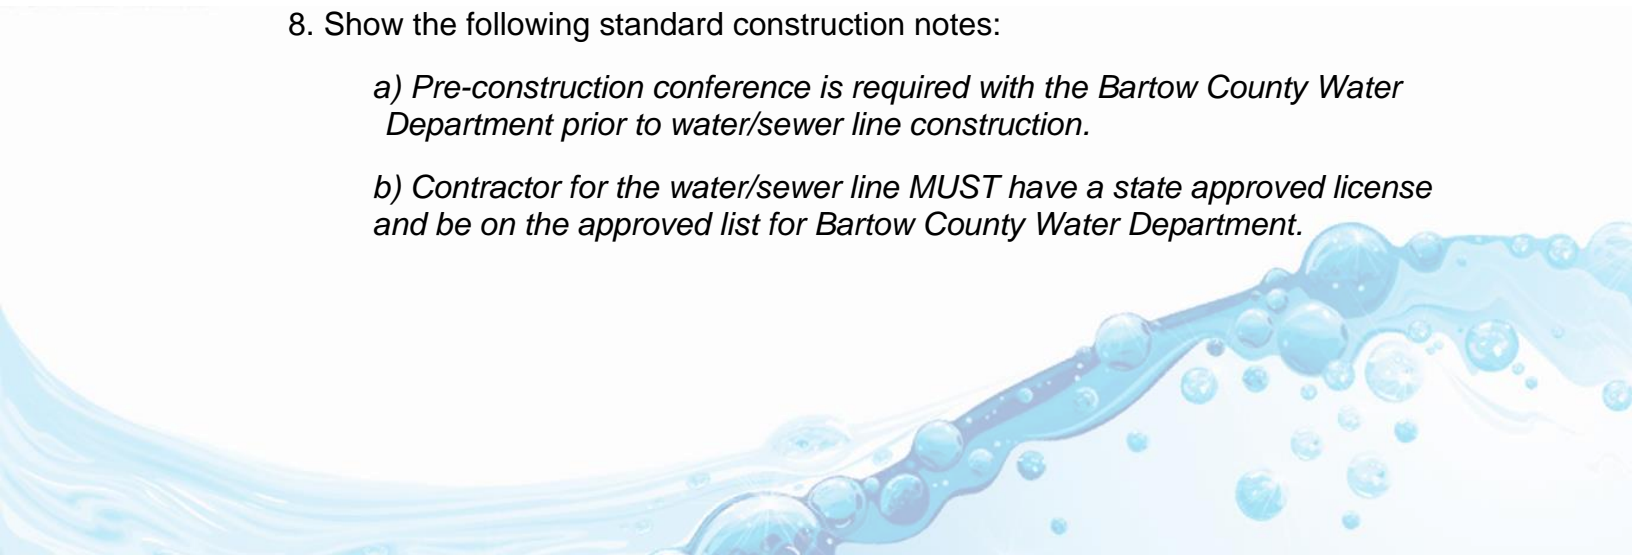 8. Show the following standard construction notes:
a) Pre-construction conference is required with the Bartow County Water
Department prior to water/sewer line construction.
b) Contractor for the water/sewer line MUST have a state approved license
and be on the approved list for Bartow County Water Department.